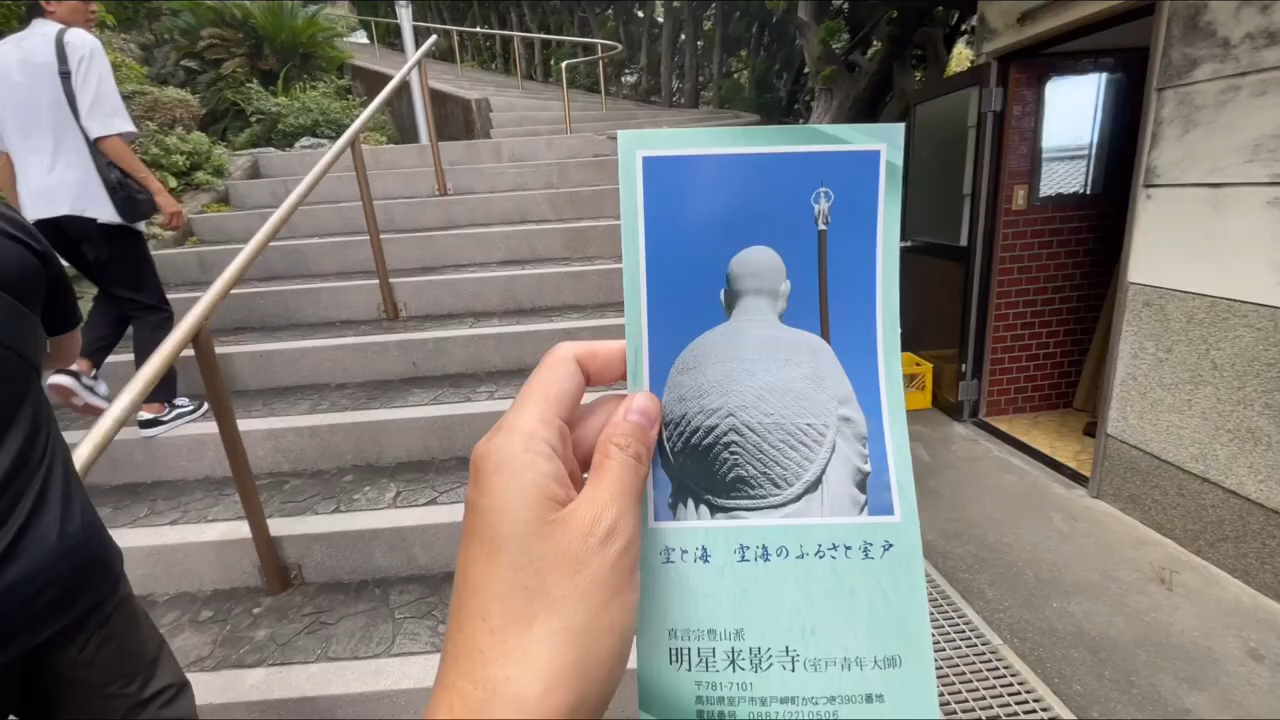 空と海 空海のふるさと室戸
真言宗豊山派
明星来影寺(室戸青年大師)
〒781-7101
高知県室戸市室戸岬町かなつき3903番地
電話番号 0887(22)0506